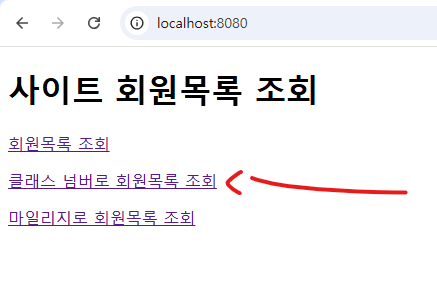 localhost:8080
사이트 회원목록 조회
회원목록 조회
클래스 넘버로 회원목록 조회
마일리지로 회원목록 조회